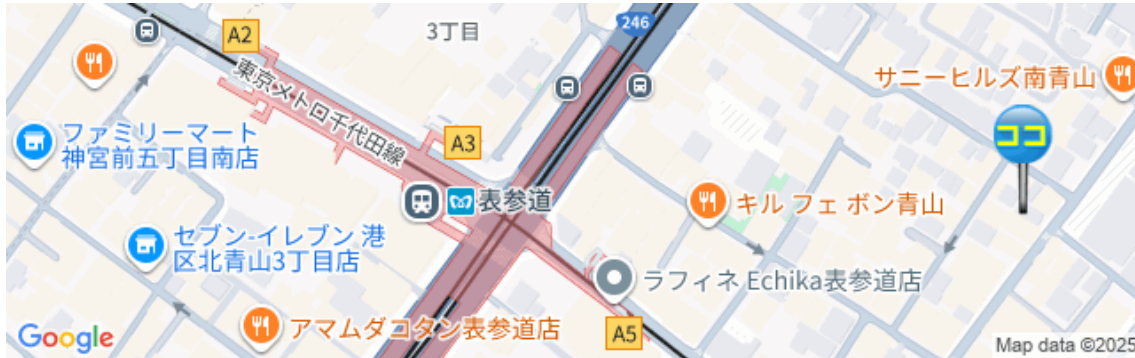 A2
3丁目
246
サニーヒルズ南青山
東京メトロ千代田線
ココ
ファミリーマート
神宮前五丁目南店
A3
表参道
キル フェ ボン青山
セブン-イレブン 港
区北青山3丁目店
ラフィネ Echika表参道店
アマムダコタン表参道店
A5
Google
Map data ©2025